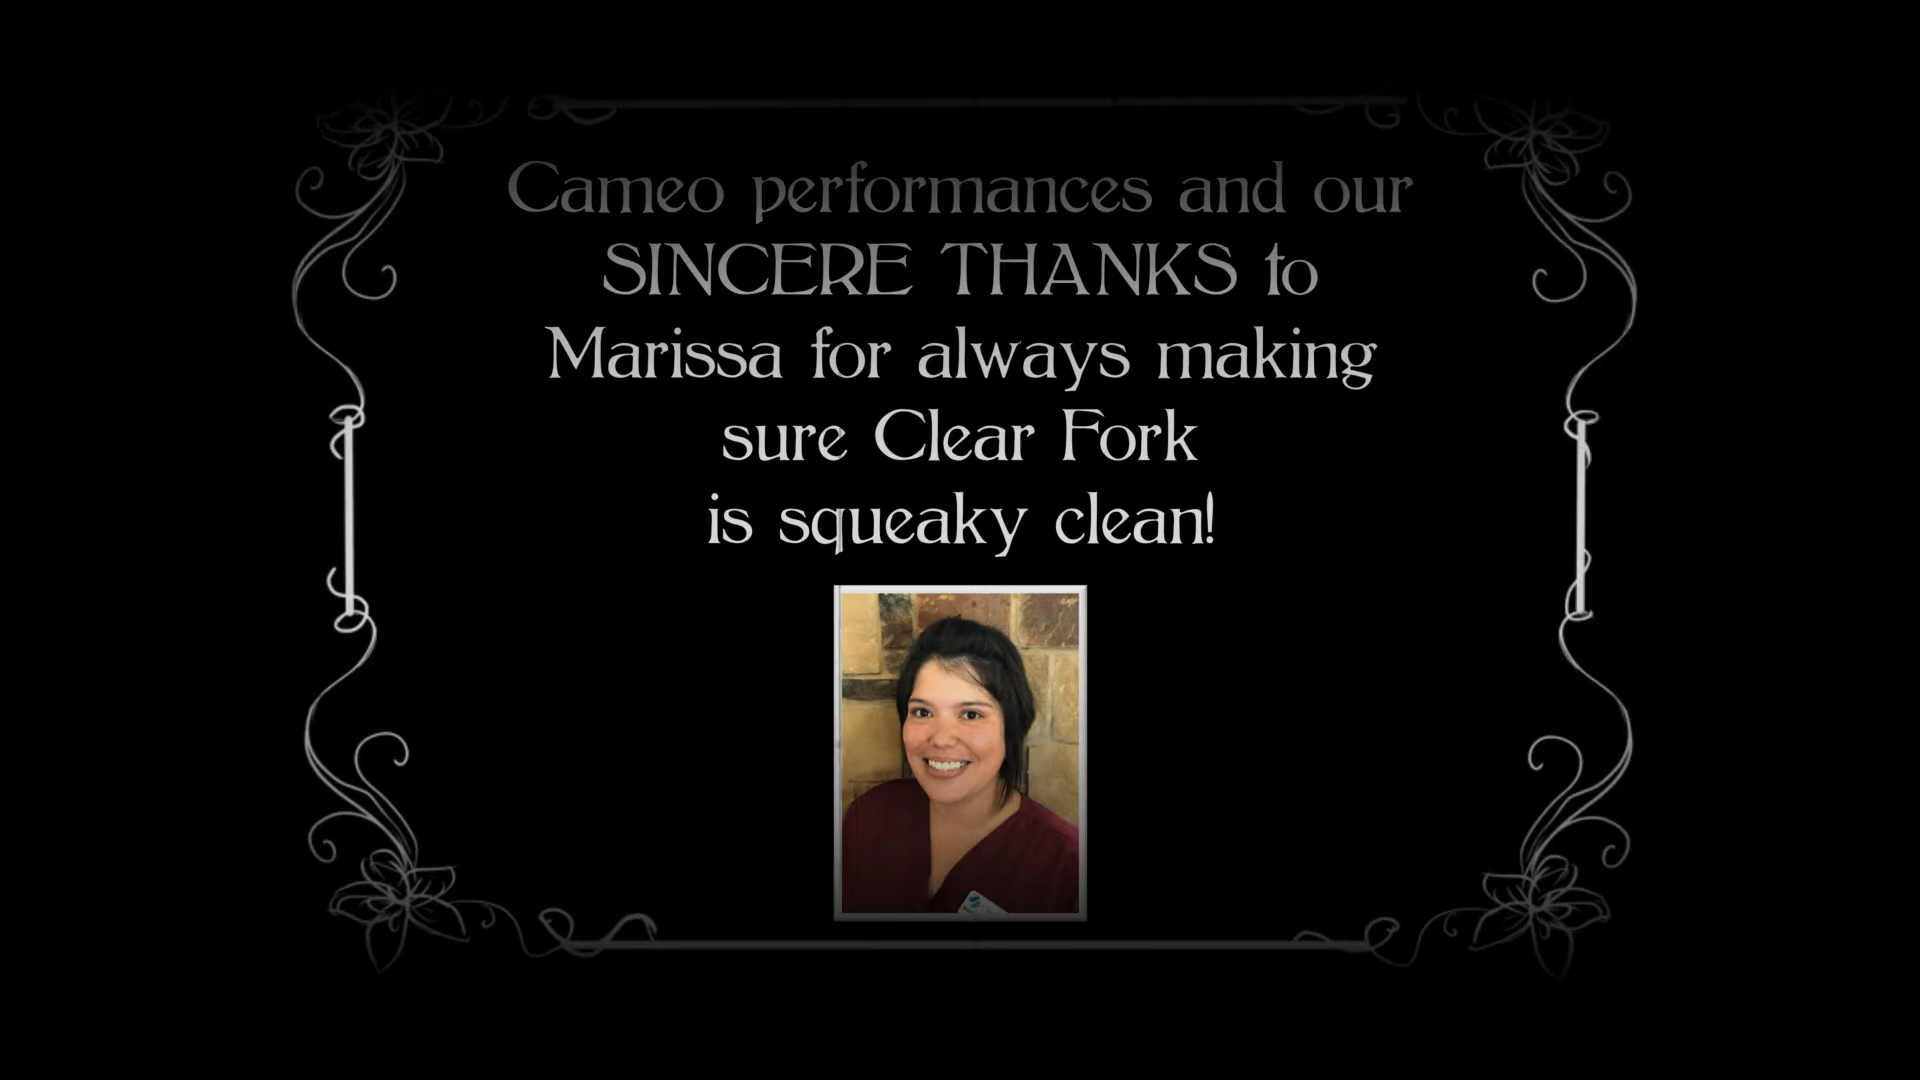 Cameo performances and our
SINCERE THANKS to
Marissa for always making
sure Clear Fork
is squeaky clean!